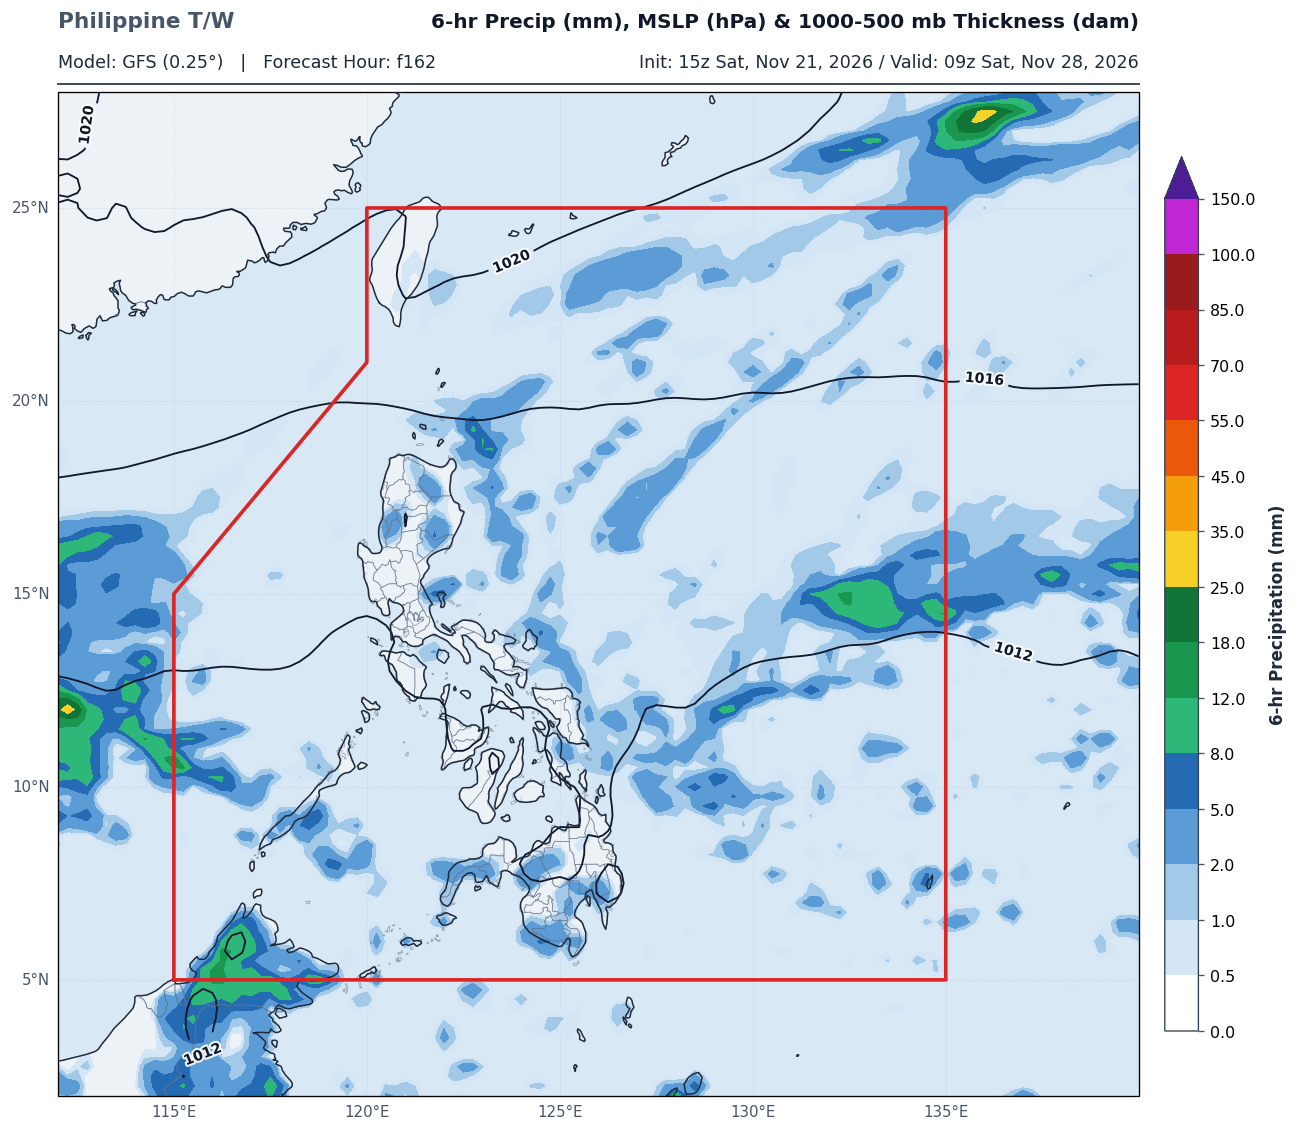 Philippine T/W
6-hr Precip (mm), MSLP (hPa) & 1000-500 mb Thickness (dam)
Model: GFS (0.25°) | Forecast Hour: f162
Init: 15z Sat, Nov 21, 2026 / Valid: 09z Sat, Nov 28, 2026
1020
1020
1016
1012
1012
25°N
20°N
15°N
10°N
5°N
115°E
120°E
125°E
130°E
135°E
150.0
100.0
85.0
70.0
55.0
45.0
35.0
25.0
18.0
12.0
8.0
5.0
2.0
1.0
0.5
0.0
6-hr Precipitation (mm)